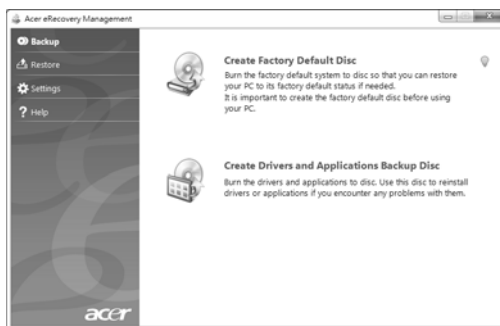 Acer eRecovery Management
Backup
Restore
Settings
? Help
Create Factory Default Disc
Burn the factory default system to disc so that you can restore
your PC to its factory default status if needed.
It is important to create the factory default disc before using
your PC.
Create Drivers and Applications Backup Disc
Burn the drivers and applications to disc. Use this disc to reinstall
drivers or applications if you encounter any problems with them.
acer